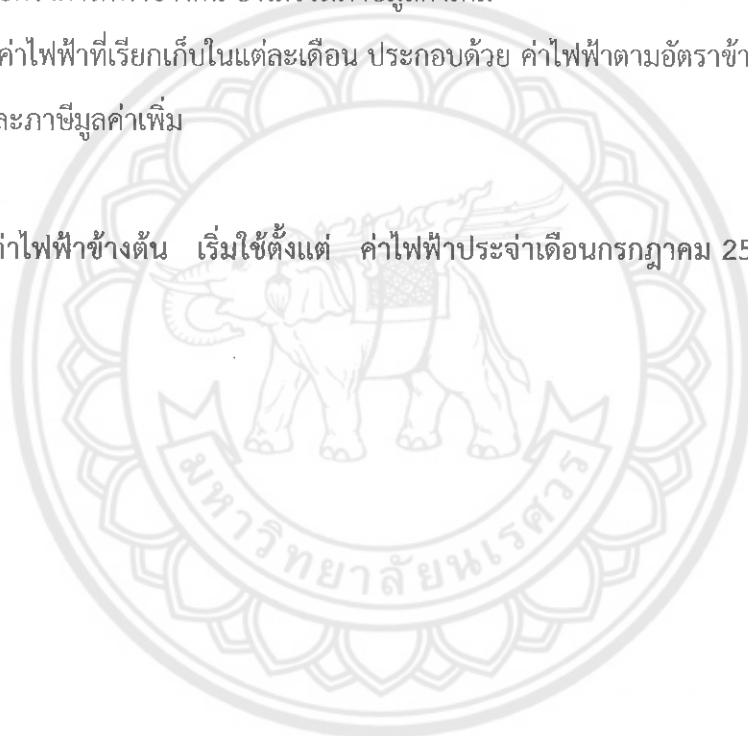 ค่าไฟฟ้าที่เรียกเก็บในแต่ละเดือน ประกอบด้วย ค่าไฟฟ้าตามอัตราข้า
ละภาษีมูลค่าเพิ่ม
ค่าไฟฟ้าข้างต้น เริ่มใช้ตั้งแต่ ค่าไฟฟ้าประจำเดือนกรกฎาคม 25
มหาวิทยาลัยนเรศวร